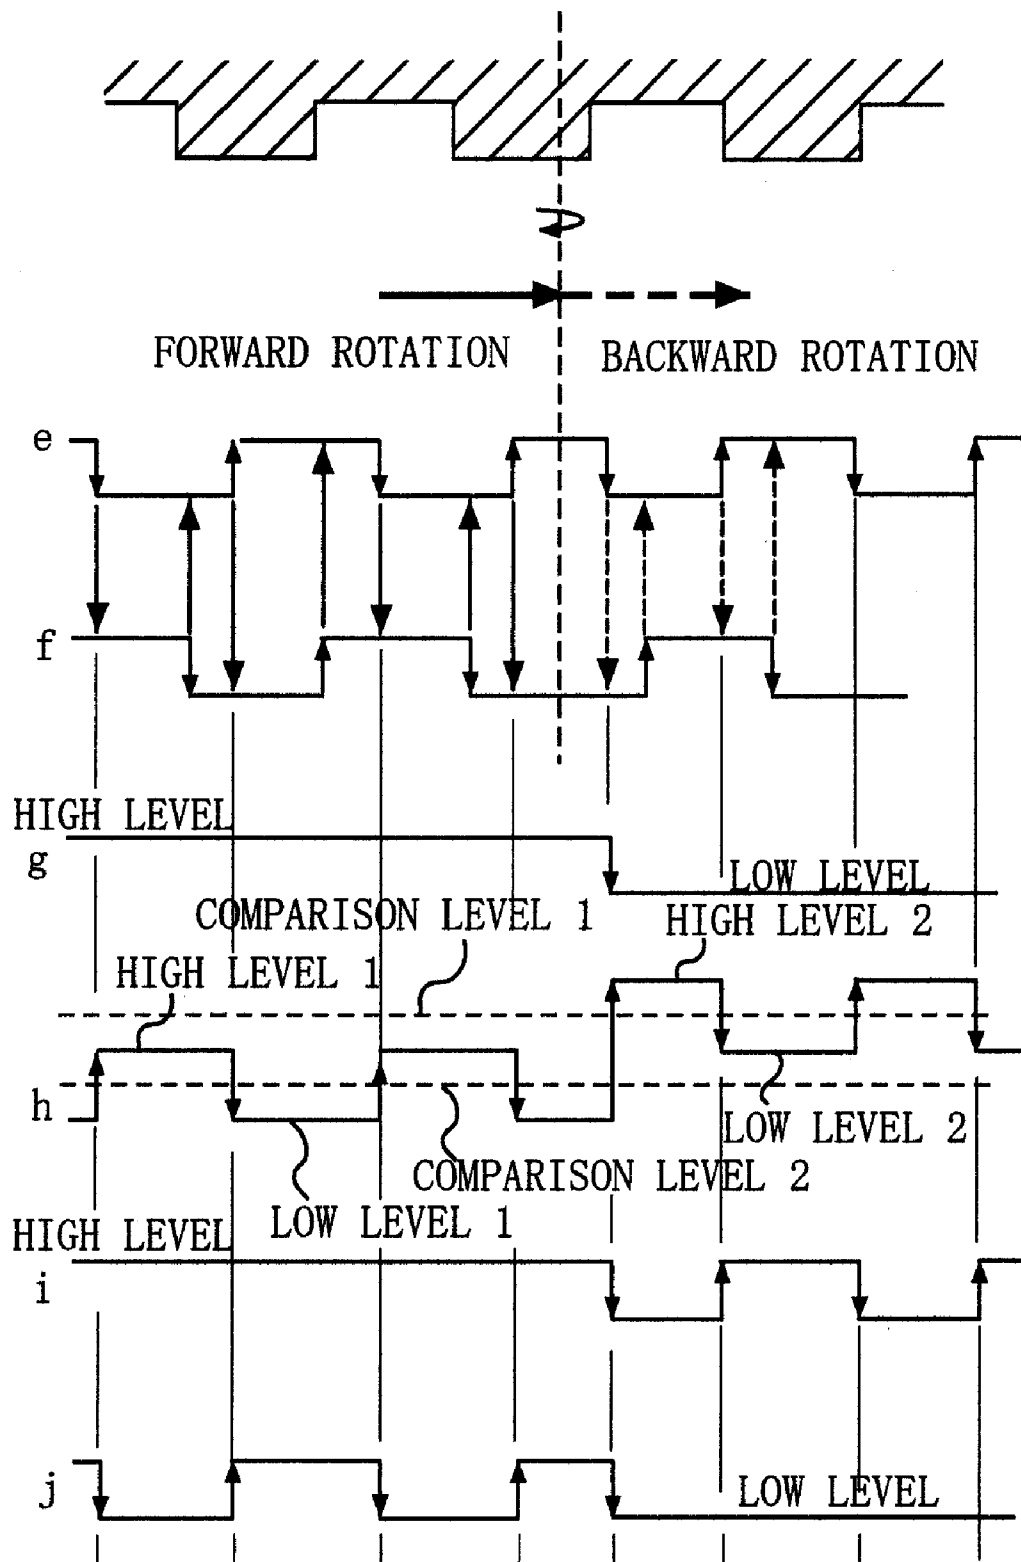 FORWARD ROTATION
BACKWARD ROTATION
e
f
HIGH LEVEL
g
LOW LEVEL
COMPARISON LEVEL 1
HIGH LEVEL 2
HIGH LEVEL 1
h
LOW LEVEL 2
COMPARISON LEVEL 2
LOW LEVEL 1
HIGH LEVEL
i
j
LOW LEVEL